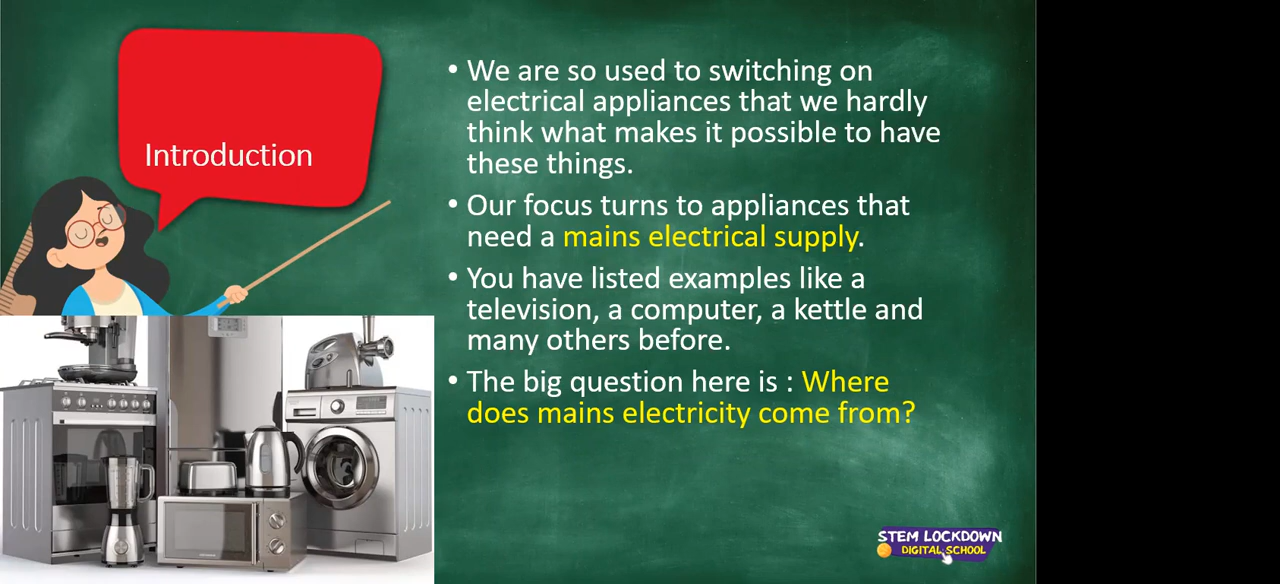 Introduction
• We are so used to switching on
electrical appliances that we hardly
think what makes it possible to have
these things.
• Our focus turns to appliances that
need a mains electrical supply.
• You have listed examples like a
television, a computer, a kettle and
many others before.
• The big question here is : Where
does mains electricity come from?
STEM LOCKDOWN
DIGITAL SCHOOL